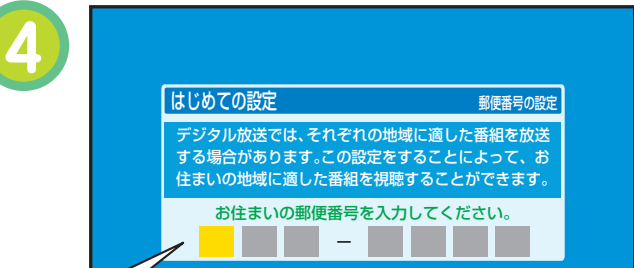 4
はじめての設定
郵便番号の設定
デジタル放送では、それぞれの地域に適した番組を放送
する場合があります。この設定をすることによって、お
住まいの地域に適した番組を視聴することができます。
お住まいの郵便番号を入力してください。
–